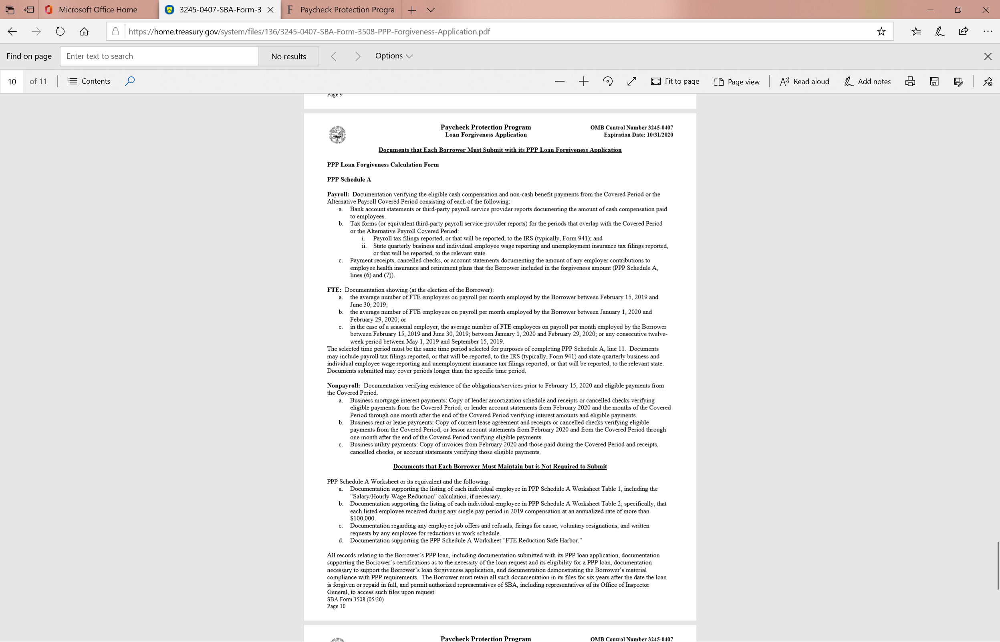 Microsoft Office Home
3245-0407-SBA-Form-3
Paycheck Protection Progra
https://home.treasury.gov/system/files/136/3245-0407-SBA-Form-3508-PPP-Forgiveness-Application.pdf
Find on page
Enter text to search
No results
Options
10 of 11
Contents
Fit to page
Page view
Read aloud
Add notes
Page 9
Paycheck Protection Program
Loan Forgiveness Application
OMB Control Number 3245-0407
Expiration Date: 10/31/2020
Documents that Each Borrower Must Submit with its PPP Loan Forgiveness Application
PPP Loan Forgiveness Calculation Form
PPP Schedule A
Payroll: Documentation verifying the eligible cash compensation and non-cash benefit payments from the Covered Period or the
Alternative Payroll Covered Period consisting of each of the following:
a. Bank account statements or third-party payroll service provider reports documenting the amount of cash compensation paid
to employees.
b. Tax forms (or equivalent third-party payroll service provider reports) for the periods that overlap with the Covered Period
or the Alternative Payroll Covered Period:
i. Payroll tax filings reported, or that will be reported, to the IRS (typically, Form 941); and
ii. State quarterly business and individual employee wage reporting and unemployment insurance tax filings reported,
or that will be reported, to the relevant state.
c. Payment receipts, cancelled checks, or account statements documenting the amount of any employer contributions to
employee health insurance and retirement plans that the Borrower included in the forgiveness amount (PPP Schedule A,
lines (6) and (7)).
FTE: Documentation showing (at the election of the Borrower):
a. the average number of FTE employees on payroll per month employed by the Borrower between February 15, 2019 and
June 30, 2019;
b. the average number of FTE employees on payroll per month employed by the Borrower between January 1, 2020 and
February 29, 2020; or
c. in the case of a seasonal employer, the average number of FTE employees on payroll per month employed by the Borrower
between February 15, 2019 and June 30, 2019; between January 1, 2020 and February 29, 2020; or any consecutive twelve-
week period between May 1, 2019 and September 15, 2019.
The selected time period must be the same time period selected for purposes of completing PPP Schedule A, line 11. Documents
may include payroll tax filings reported, or that will be reported, to the IRS (typically, Form 941) and state quarterly business and
individual employee wage reporting and unemployment insurance tax filings reported, or that will be reported, to the relevant state.
Documents submitted may cover periods longer than the specific time period.
Nonpayroll: Documentation verifying existence of the obligations/services prior to February 15, 2020 and eligible payments from
the Covered Period.
a. Business mortgage interest payments: Copy of lender amortization schedule and receipts or cancelled checks verifying
eligible payments from the Covered Period; or lender account statements from February 2020 and the months of the Covered
Period through one month after the end of the Covered Period verifying interest amounts and eligible payments.
b. Business rent or lease payments: Copy of current lease agreement and receipts or cancelled checks verifying eligible
payments from the Covered Period; or lessor account statements from February 2020 and from the Covered Period through
one month after the end of the Covered Period verifying eligible payments.
c. Business utility payments: Copy of invoices from February 2020 and those paid during the Covered Period and receipts,
cancelled checks, or account statements verifying those eligible payments.
Documents that Each Borrower Must Maintain but is Not Required to Submit
PPP Schedule A Worksheet or its equivalent and the following:
a. Documentation supporting the listing of each individual employee in PPP Schedule A Worksheet Table 1, including the
“Salary/Hourly Wage Reduction” calculation, if necessary.
b. Documentation supporting the listing of each individual employee in PPP Schedule A Worksheet Table 2; specifically, that
each listed employee received during any single pay period in 2019 compensation at an annualized rate of more than
$100,000.
c. Documentation regarding any employee job offers and refusals, firings for cause, voluntary resignations, and written
requests by any employee for reductions in work schedule.
d. Documentation supporting the PPP Schedule A Worksheet “FTE Reduction Safe Harbor.”
All records relating to the Borrower’s PPP loan, including documentation submitted with its PPP loan application, documentation
supporting the Borrower’s certifications as to the necessity of the loan request and its eligibility for a PPP loan, documentation
necessary to support the Borrower’s loan forgiveness application, and documentation demonstrating the Borrower’s material
compliance with PPP requirements. The Borrower must retain all such documentation in its files for six years after the date the loan
is forgiven or repaid in full, and permit authorized representatives of SBA, including representatives of its Office of Inspector
General, to access such files upon request.
SBA Form 3508 (05/20)
Page 10
Paycheck Protection Program
OMB Control Number 3245-0407